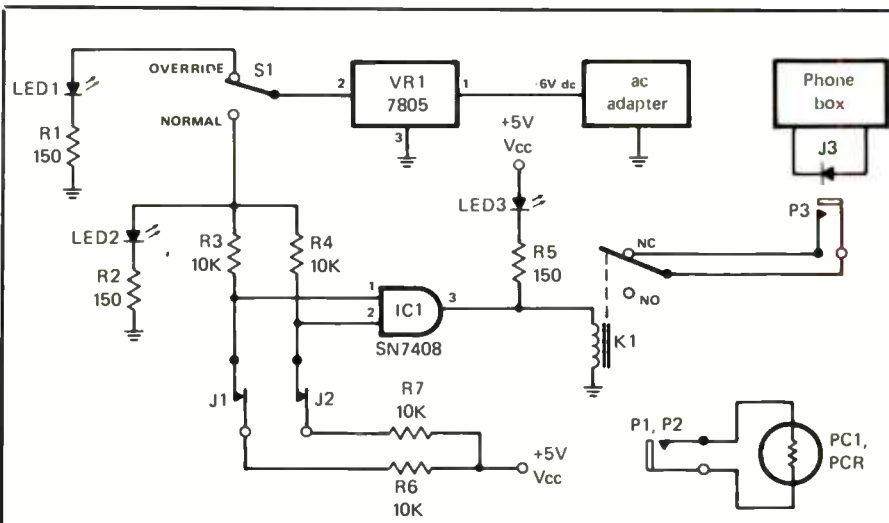 OVERRIDE
S1
LED1
R1
150
NORMAL
2
VR1
7805
1
3
6V dc
ac
adapter
Phone
box
J3
+5V
Vcc
LED3
R5
150
P3
NC
NO
K1
LED2
R2
150
R3
10K
R4
10K
1
2
IC1
3
SN7408
J1
J2
R7
10K
R6
10K
+5V
Vcc
P1, P2
PC1,
PCR